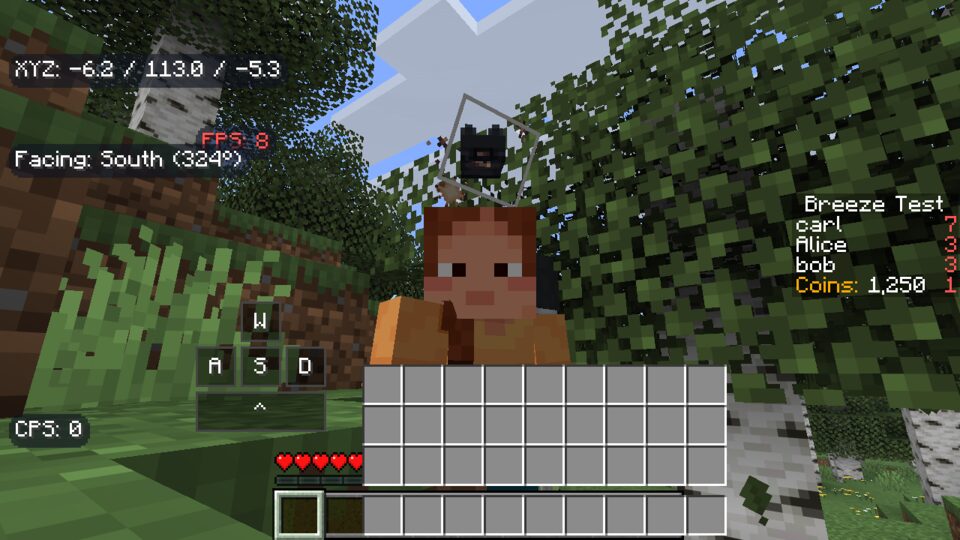 XYZ: -6.2 / 113.0 / -5.3
FPS: 8
Facing: South (324°)
Breeze Test
carl 7
Alice 3
bob 3
Coins: 1,250 1
W
A S D
^
CPS: 0